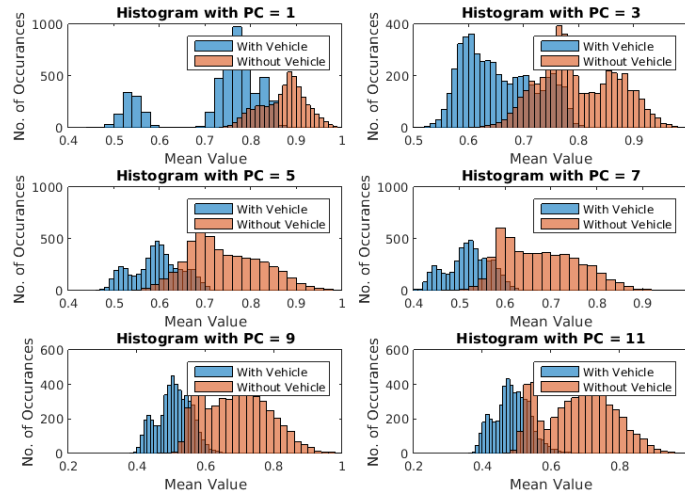 Histogram with PC = 1
With Vehicle
Without Vehicle
No. of Occurances
1000
500
0
0.4 0.5 0.6 0.7 0.8 0.9 1
Mean Value
Histogram with PC = 3
With Vehicle
Without Vehicle
No. of Occurances
400
200
0
0.5 0.6 0.7 0.8 0.9
Mean Value
Histogram with PC = 5
With Vehicle
Without Vehicle
No. of Occurances
1000
500
0
0.4 0.5 0.6 0.7 0.8 0.9 1
Mean Value
Histogram with PC = 7
With Vehicle
Without Vehicle
No. of Occurances
1000
500
0
0.4 0.5 0.6 0.7 0.8 0.9
Mean Value
Histogram with PC = 9
With Vehicle
Without Vehicle
No. of Occurances
600
400
200
0
0.2 0.4 0.6 0.8 1
Mean Value
Histogram with PC = 11
With Vehicle
Without Vehicle
No. of Occurances
600
400
200
0
0.2 0.4 0.6 0.8
Mean Value